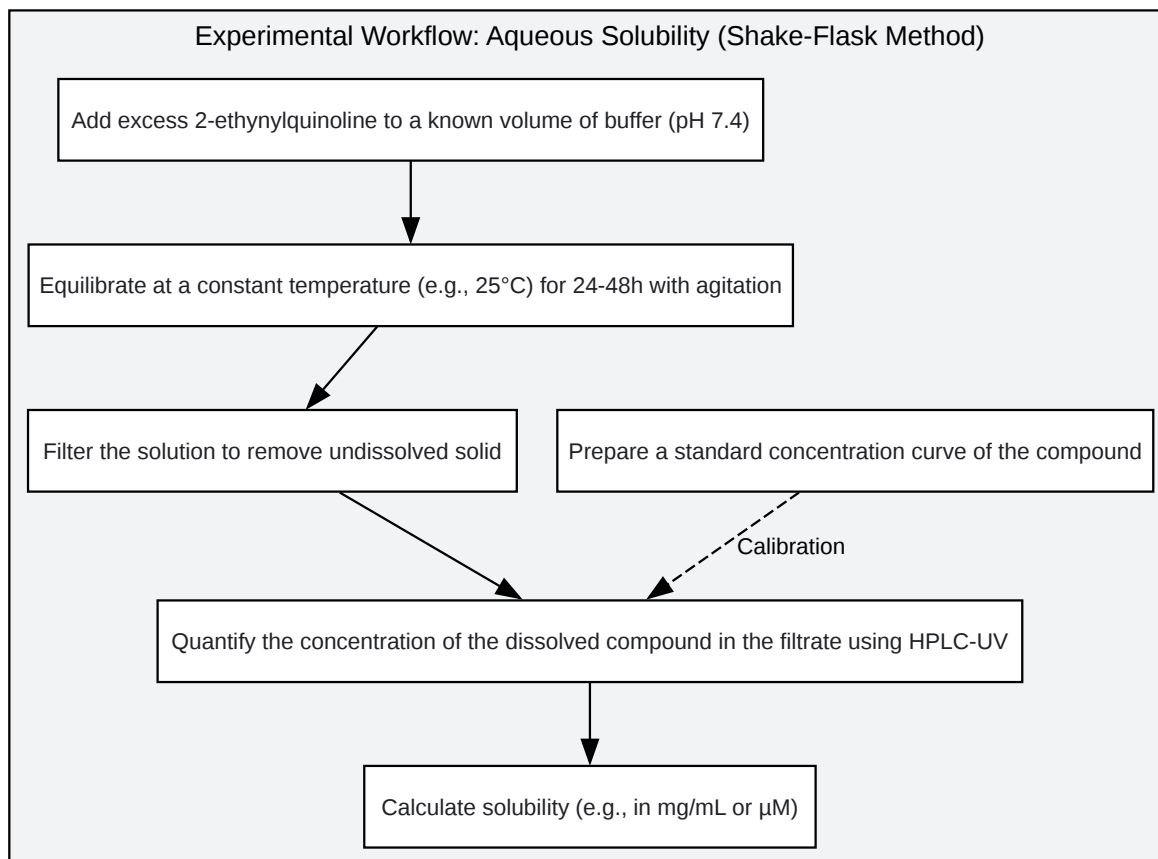 Experimental Workflow: Aqueous Solubility (Shake-Flask Method)
Add excess 2-ethynylquinoline to a known volume of buffer (pH 7.4)
Equilibrate at a constant temperature (e.g., 25°C) for 24-48h with agitation
Filter the solution to remove undissolved solid
Prepare a standard concentration curve of the compound
Calibration
Quantify the concentration of the dissolved compound in the filtrate using HPLC-UV
Calculate solubility (e.g., in mg/mL or µM)